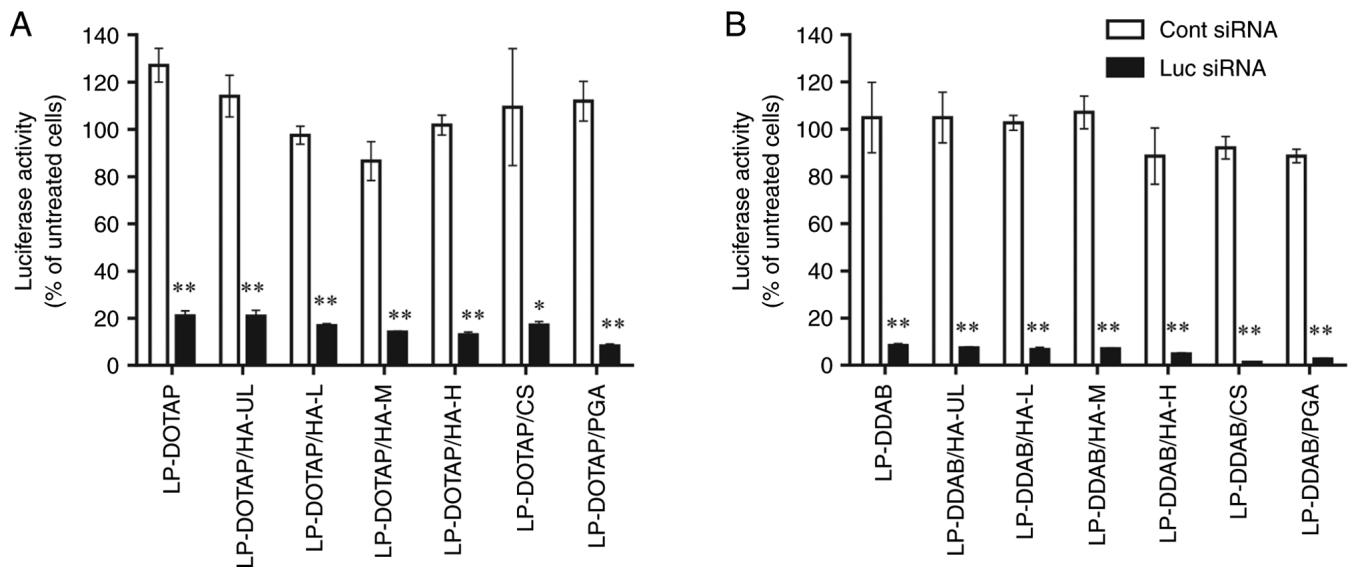 A
Luciferase activity
(% of untreated cells)
140
120
100
80
60
40
20
0
**
**
**
**
**
*
**
LP-DOTAP
LP-DOTAP/HA-UL
LP-DOTAP/HA-L
LP-DOTAP/HA-M
LP-DOTAP/HA-H
LP-DOTAP/CS
LP-DOTAP/PGA
B
Cont siRNA
Luc siRNA
Luciferase activity
(% of untreated cells)
140
120
100
80
60
40
20
0
**
**
**
**
**
**
**
LP-DDAB
LP-DDAB/HA-UL
LP-DDAB/HA-L
LP-DDAB/HA-M
LP-DDAB/HA-H
LP-DDAB/CS
LP-DDAB/PGA